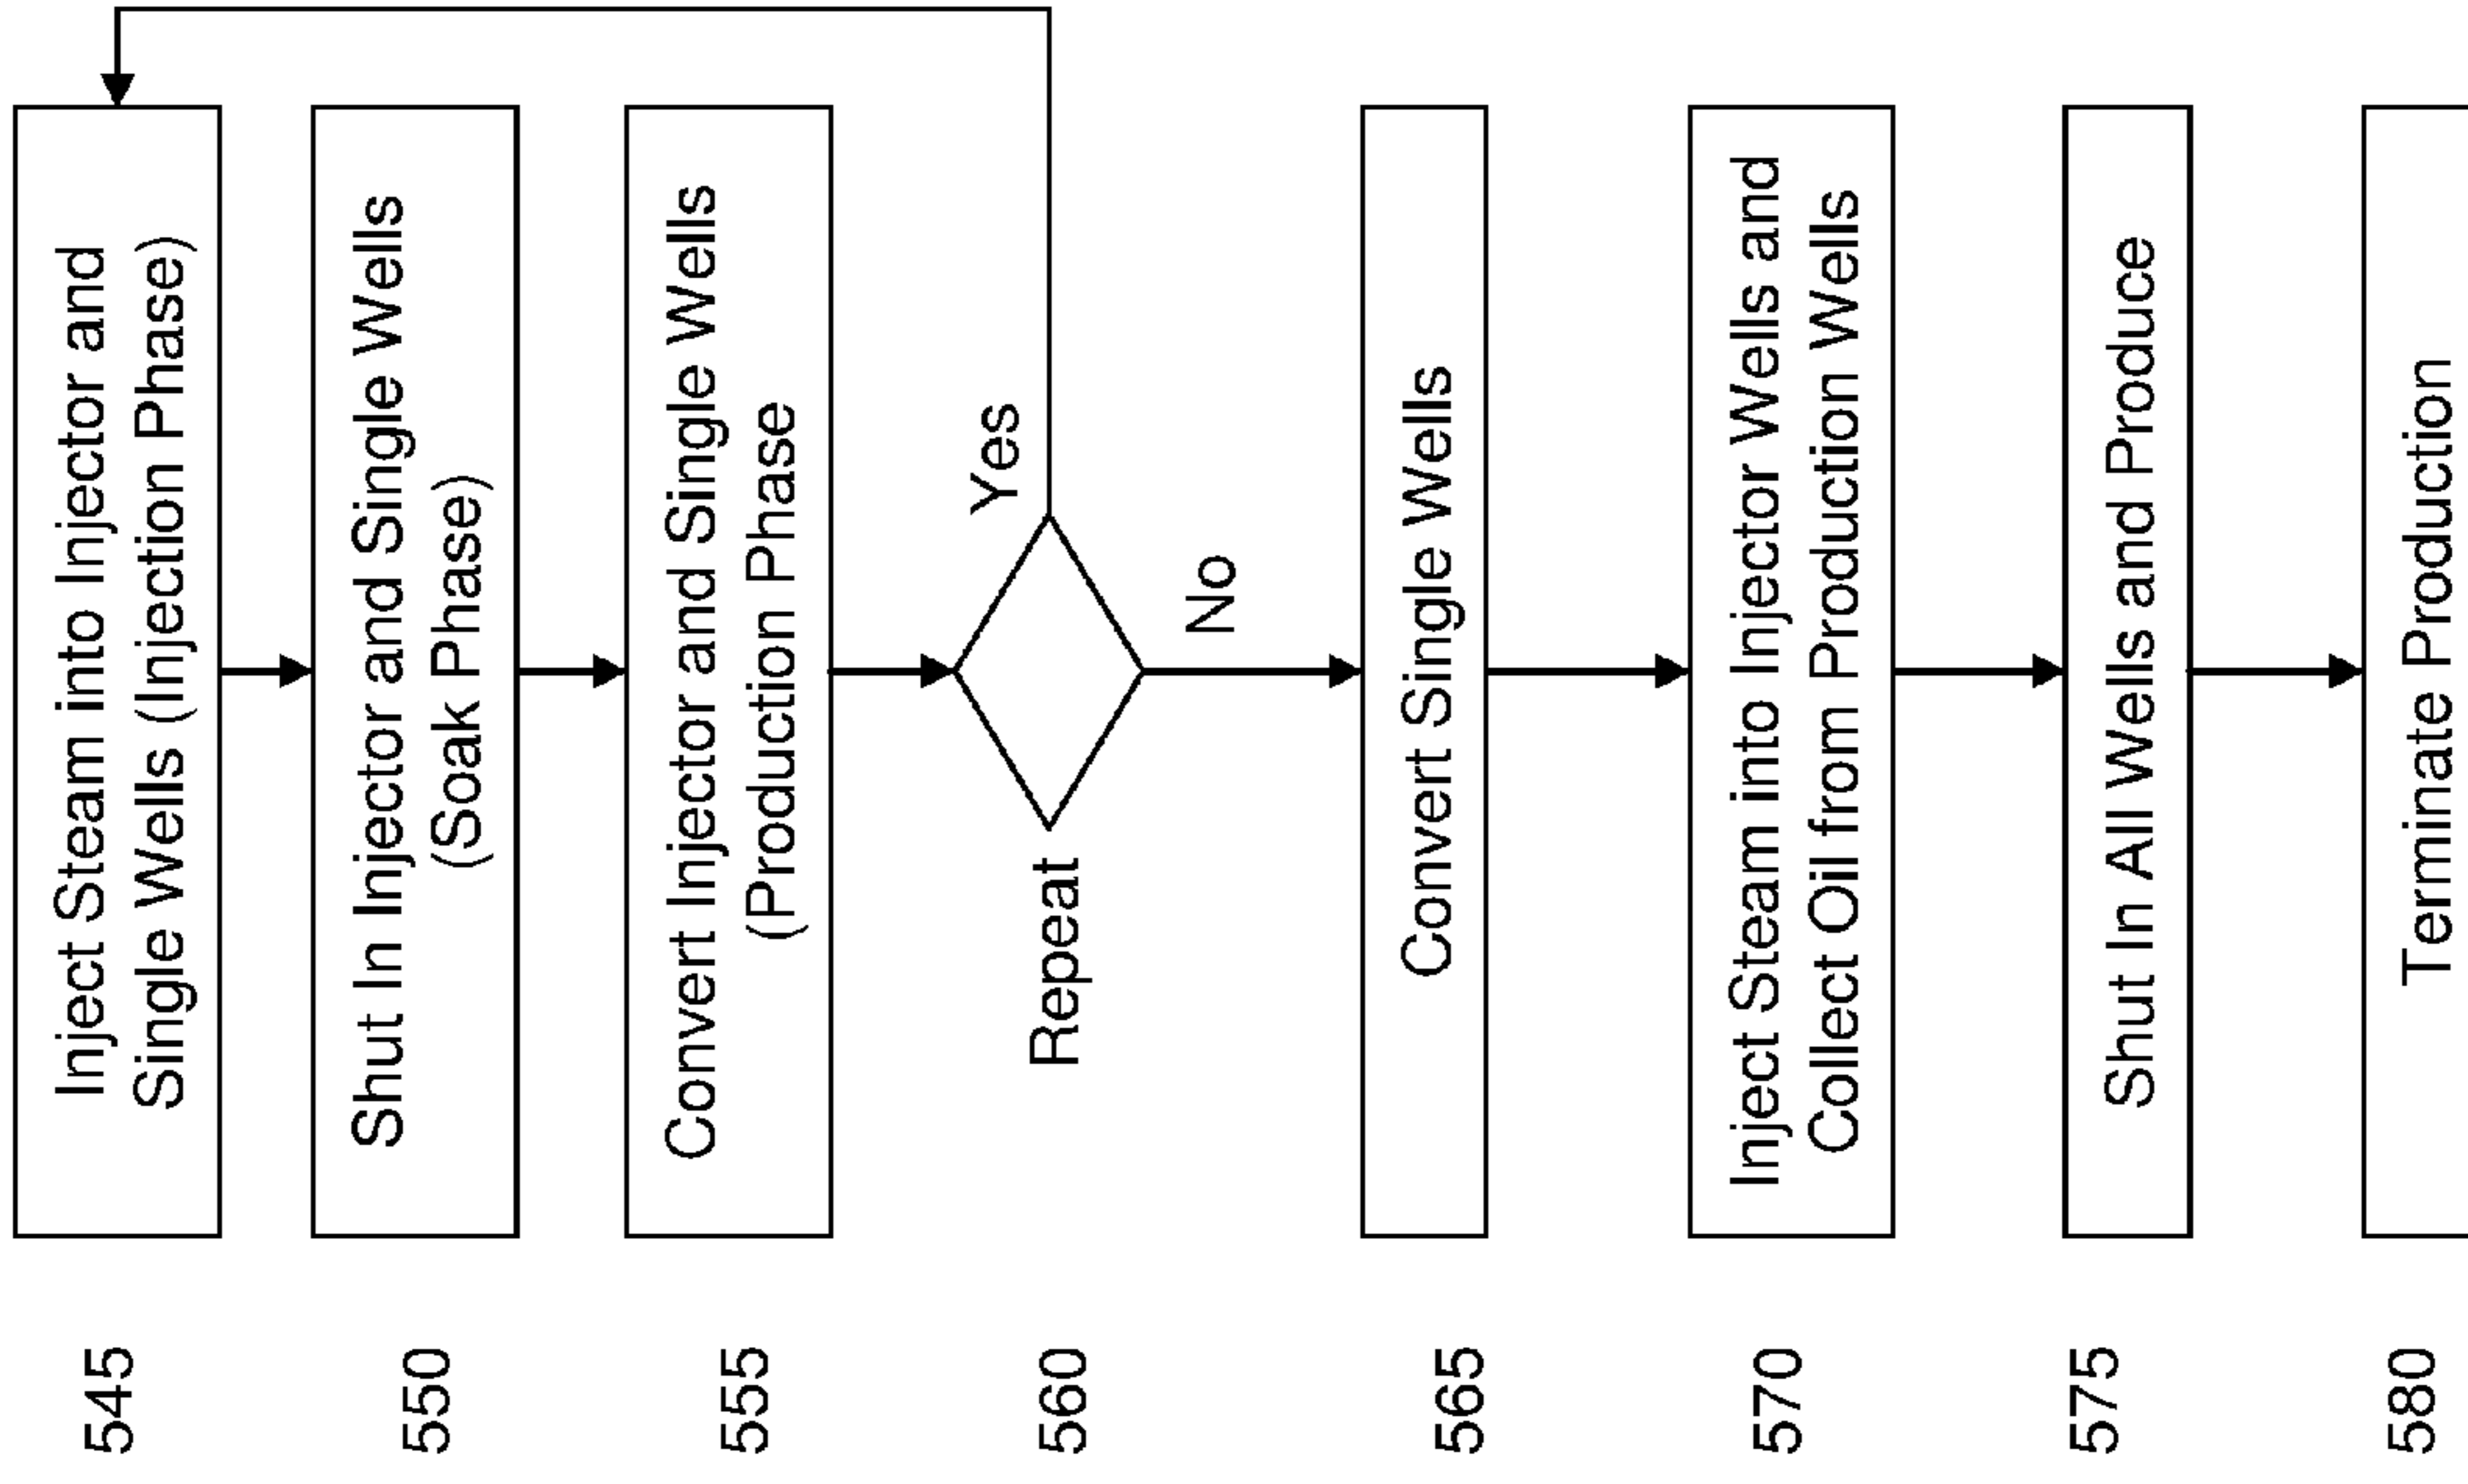 545
Inject Steam into Injector and
Single Wells (Injection Phase)
550
Shut In Injector and Single Wells
(Soak Phase)
555
Convert Injector and Single Wells
(Production Phase
560
Repeat
Yes
No
565
Convert Single Wells
570
Inject Steam into Injector Wells and
Collect Oil from Production Wells
575
Shut In All Wells and Produce
580
Terminate Production